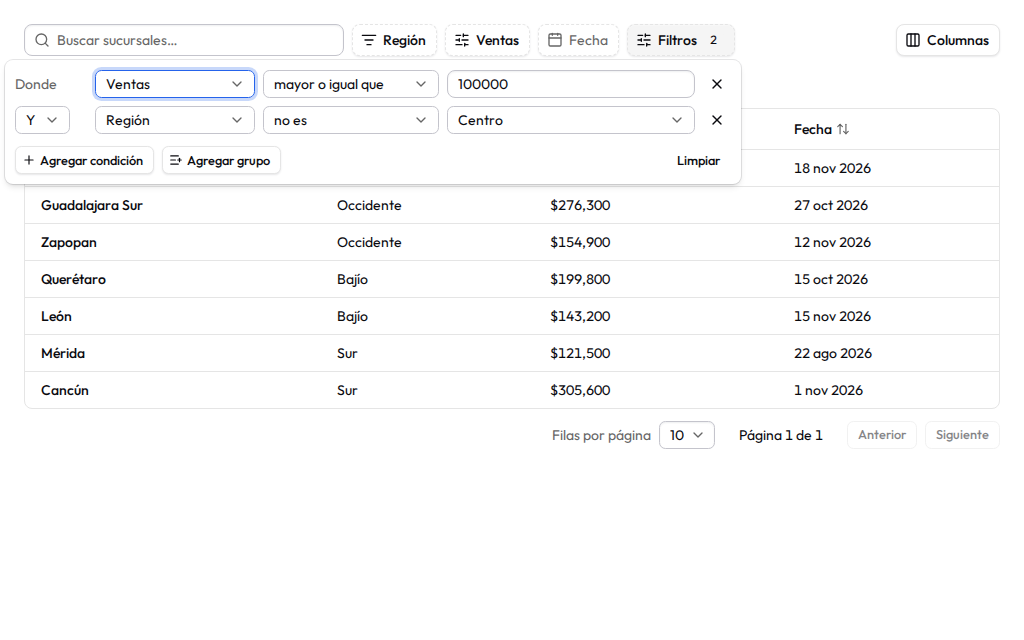 Buscar sucursales... Región Ventas Fecha Filtros 2 Columnas
Donde Ventas mayor o igual que 100000
Y Región no es Centro
Agregar condición Agregar grupo Limpiar
Fecha
18 nov 2026
Guadalajara Sur Occidente $276,300 27 oct 2026
Zapopan Occidente $154,900 12 nov 2026
Querétaro Bajío $199,800 15 oct 2026
León Bajío $143,200 15 nov 2026
Mérida Sur $121,500 22 ago 2026
Cancún Sur $305,600 1 nov 2026
Filas por página 10 Página 1 de 1 Anterior Siguiente